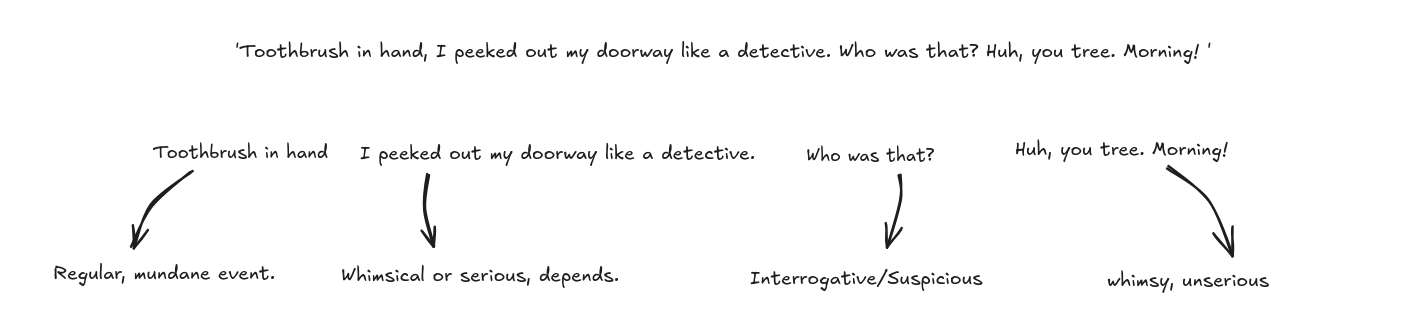 'Toothbrush in hand, I peeked out my doorway like a detective. Who was that? Huh, you tree. Morning! '
Toothbrush in hand
I peeked out my doorway like a detective.
Who was that?
Huh, you tree. Morning!
Regular, mundane event.
Whimsical or serious, depends.
Interrogative/Suspicious
whimsy, unserious